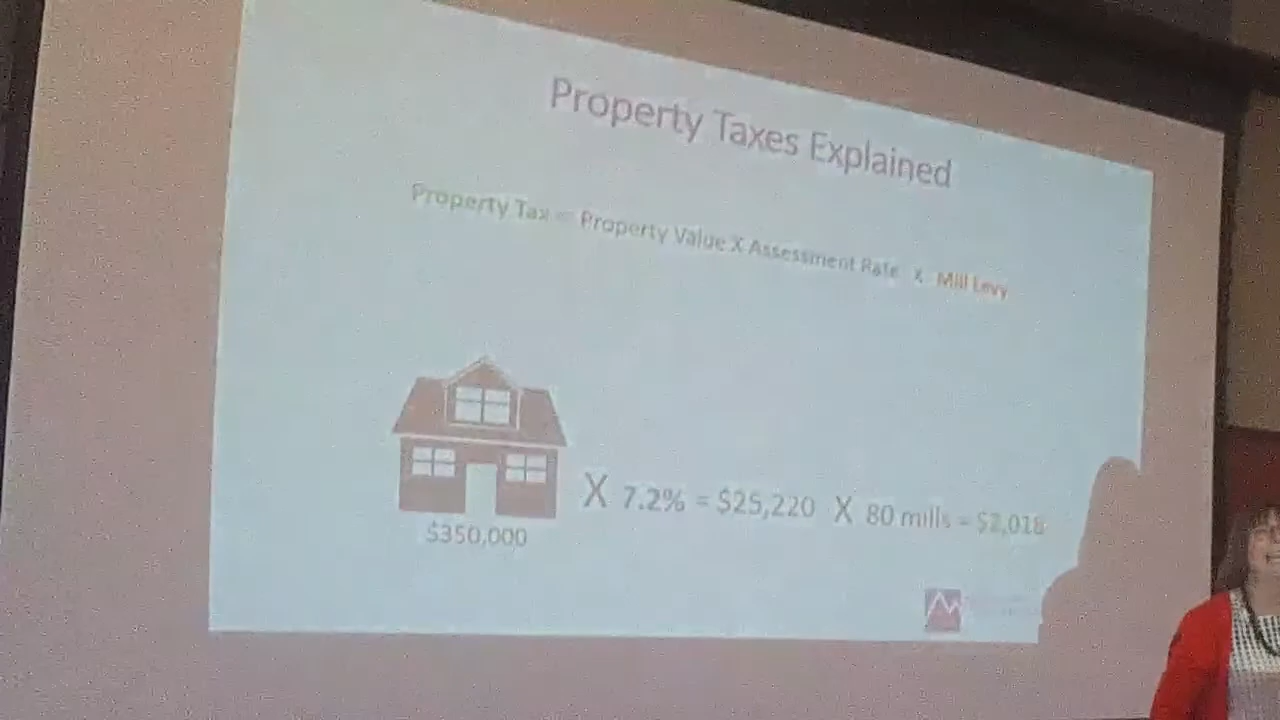 Property Taxes Explained
Property Tax = Property Value X Assessment Rate x Mill Levy
X 7.2% = $25,220 X 80 mills = $2,018
$350,000